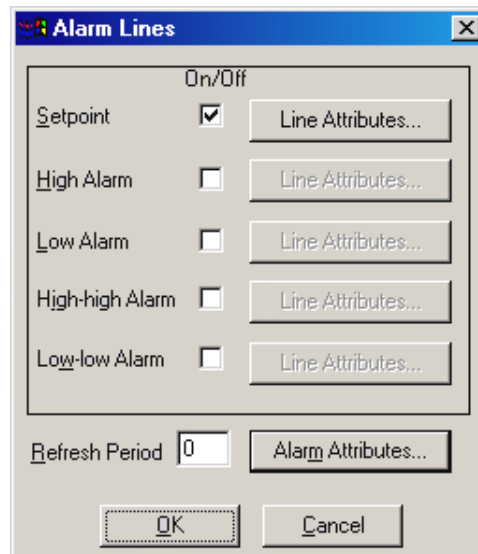 Alarm Lines
On/Off
Setpoint Line Attributes...
High Alarm Line Attributes...
Low Alarm Line Attributes...
High-high Alarm Line Attributes...
Low-low Alarm Line Attributes...
Refresh Period 0 Alarm Attributes...
OK Cancel